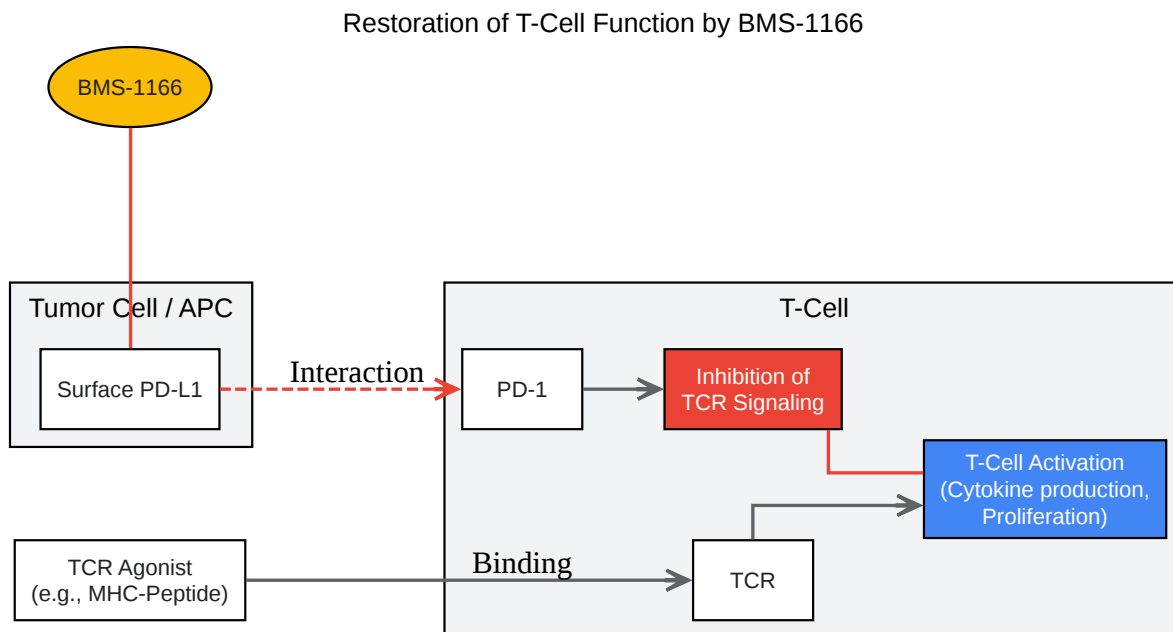 Restoration of T-Cell Function by BMS-1166
BMS-1166
Tumor Cell / APC
T-Cell
Surface PD-L1
Interaction
PD-1
Inhibition of
TCR Signaling
T-Cell Activation
(Cytokine production,
Proliferation)
TCR Agonist
(e.g., MHC-Peptide)
Binding
TCR